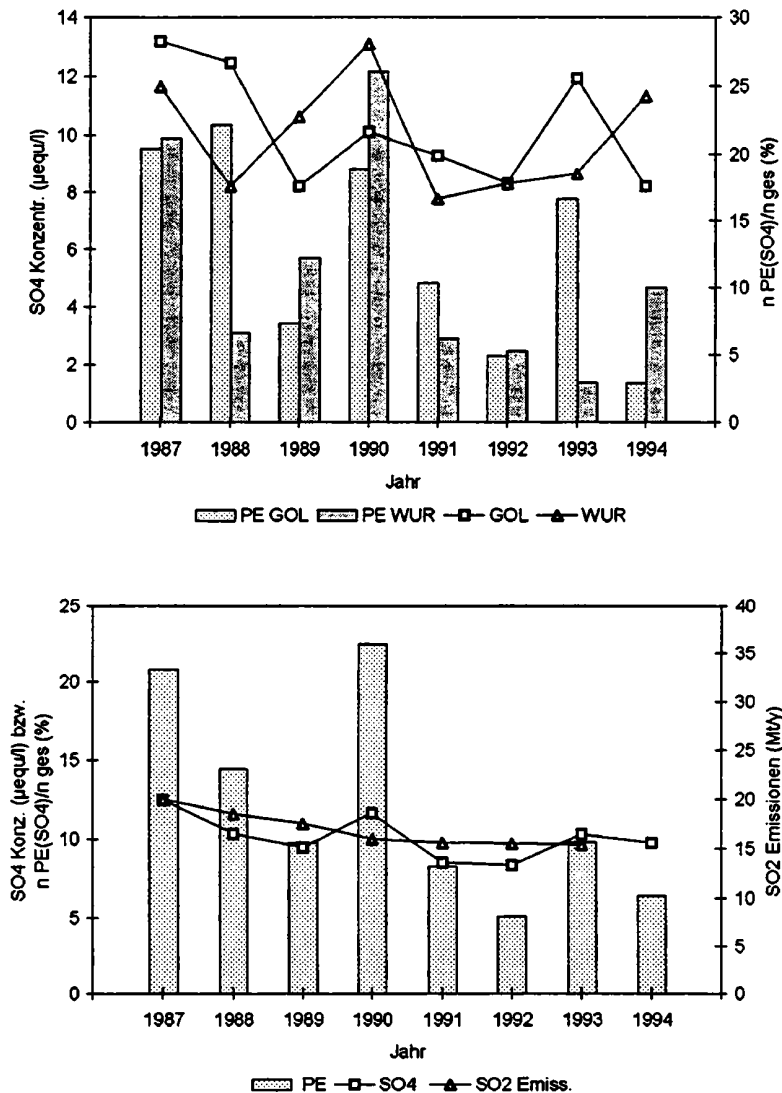 SO4 Konzentr. (µequ/l)
14
12
10
8
6
4
2
0
30
25
20
15
10
5
0
n PE(SO4)/n ges (%)
1987 1988 1989 1990 1991 1992 1993 1994
Jahr
PE GOL PE WUR GOL WUR
SO4 Konz. (µequ/l) bzw.
n PE(SO4)/n ges (%)
25
20
15
10
5
0
40
35
30
25
20
15
10
5
0
SO2 Emissionen (Mt/y)
1987 1988 1989 1990 1991 1992 1993 1994
Jahr
PE SO4 SO2 Emiss.